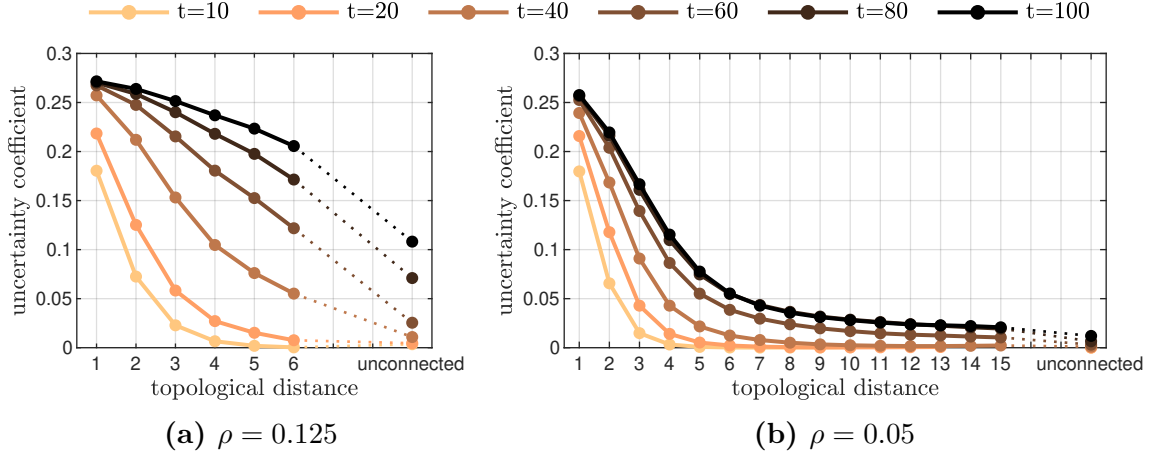 t=10 t=20 t=40 t=60 t=80 t=100
uncertainty coefficient
0.3
0.25
0.2
0.15
0.1
0.05
0
1 2 3 4 5 6 unconnected
topological distance
(a) ρ = 0.125
uncertainty coefficient
0.3
0.25
0.2
0.15
0.1
0.05
0
1 2 3 4 5 6 7 8 9 10 11 12 13 14 15 unconnected
topological distance
(b) ρ = 0.05